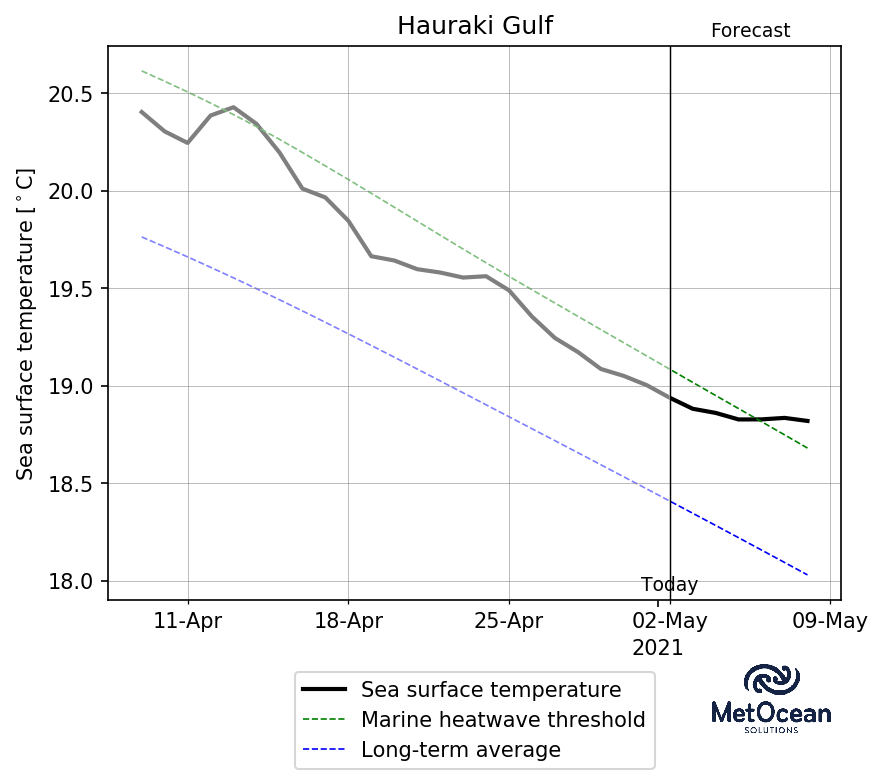 Hauraki Gulf
Forecast
Sea surface temperature [°C]
20.5
20.0
19.5
19.0
18.5
18.0
Today
11-Apr 18-Apr 25-Apr 02-May 09-May
2021
Sea surface temperature
Marine heatwave threshold
Long-term average
MetOcean
SOLUTIONS